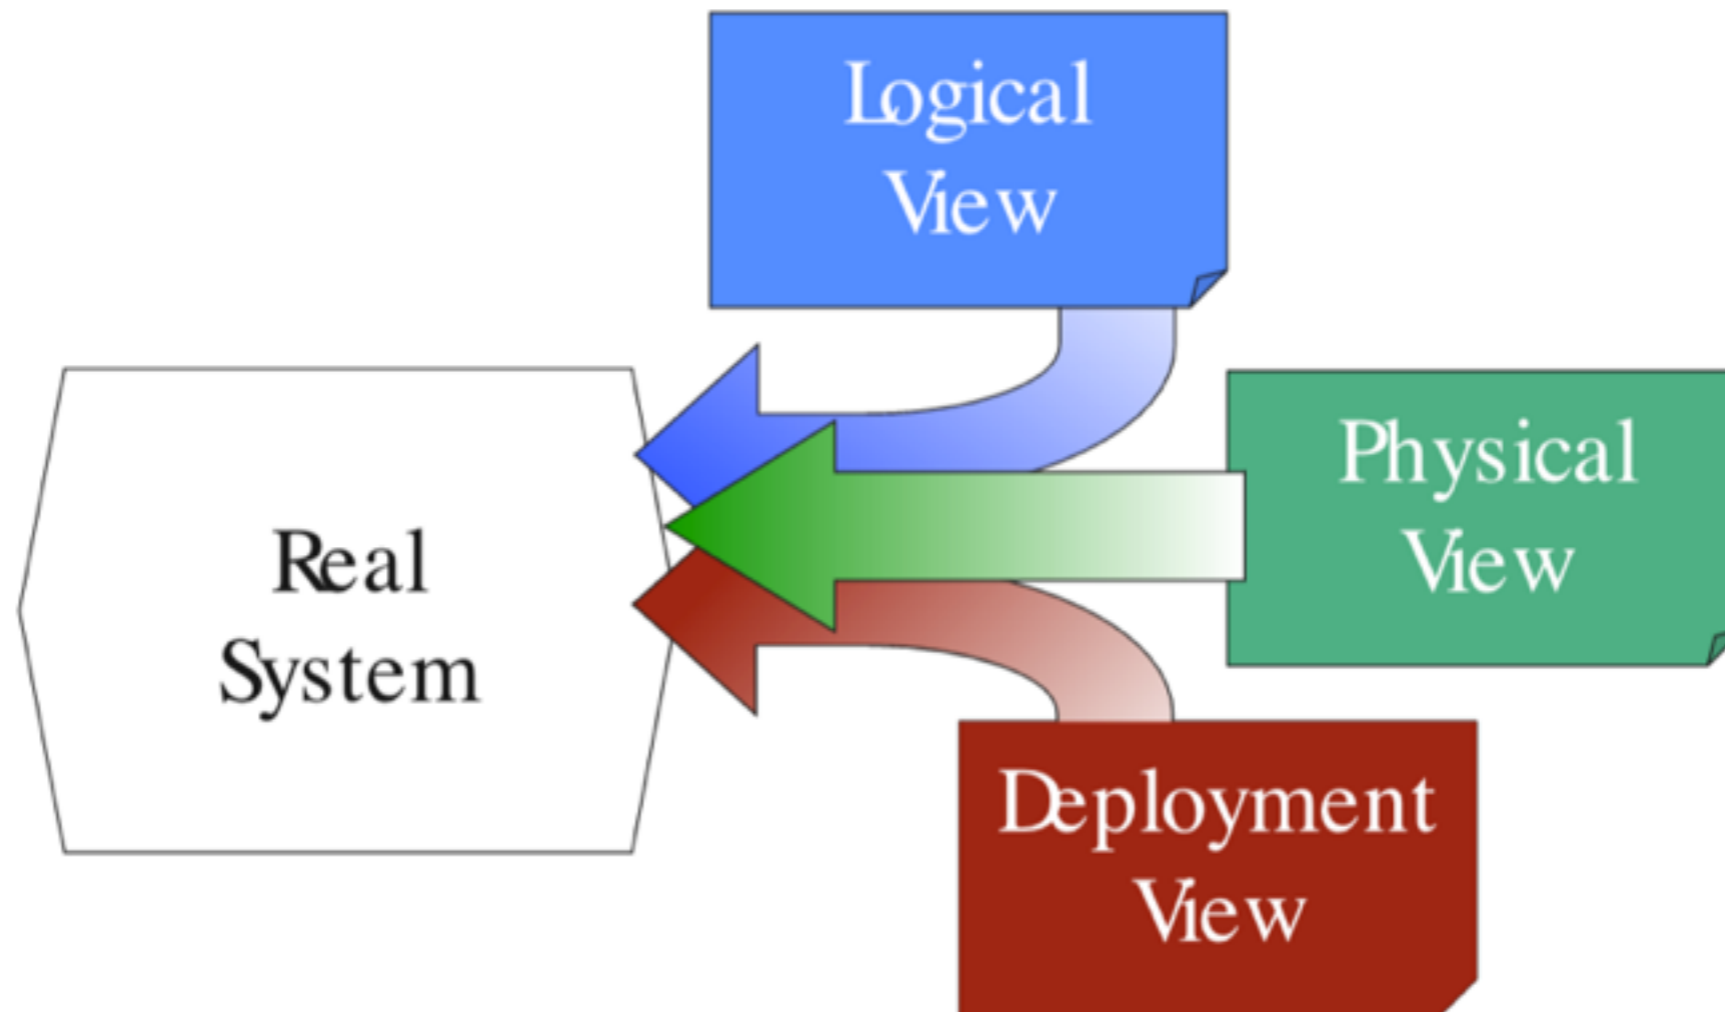 Logical
View
Physical
View
Real
System
Deployment
View